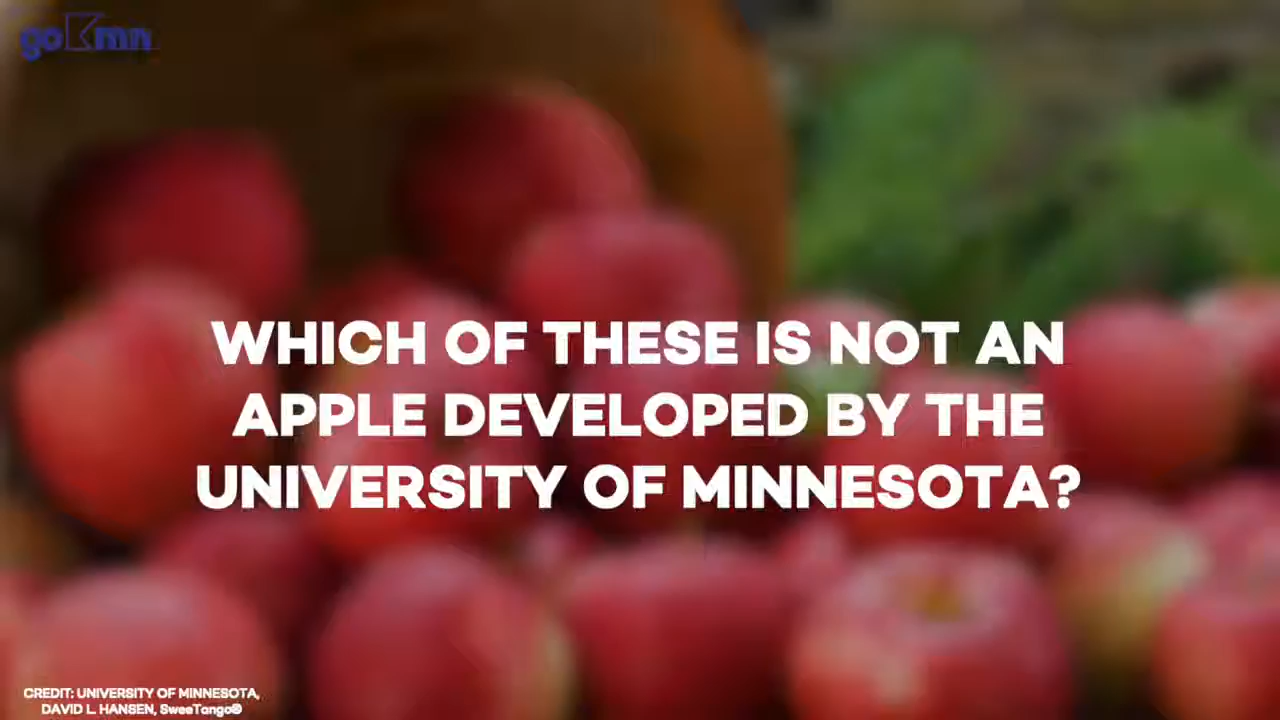 WHICH OF THESE IS NOT AN
APPLE DEVELOPED BY THE
UNIVERSITY OF MINNESOTA?
CREDIT: UNIVERSITY OF MINNESOTA,
DAVID L. HANSEN, SweeTango®